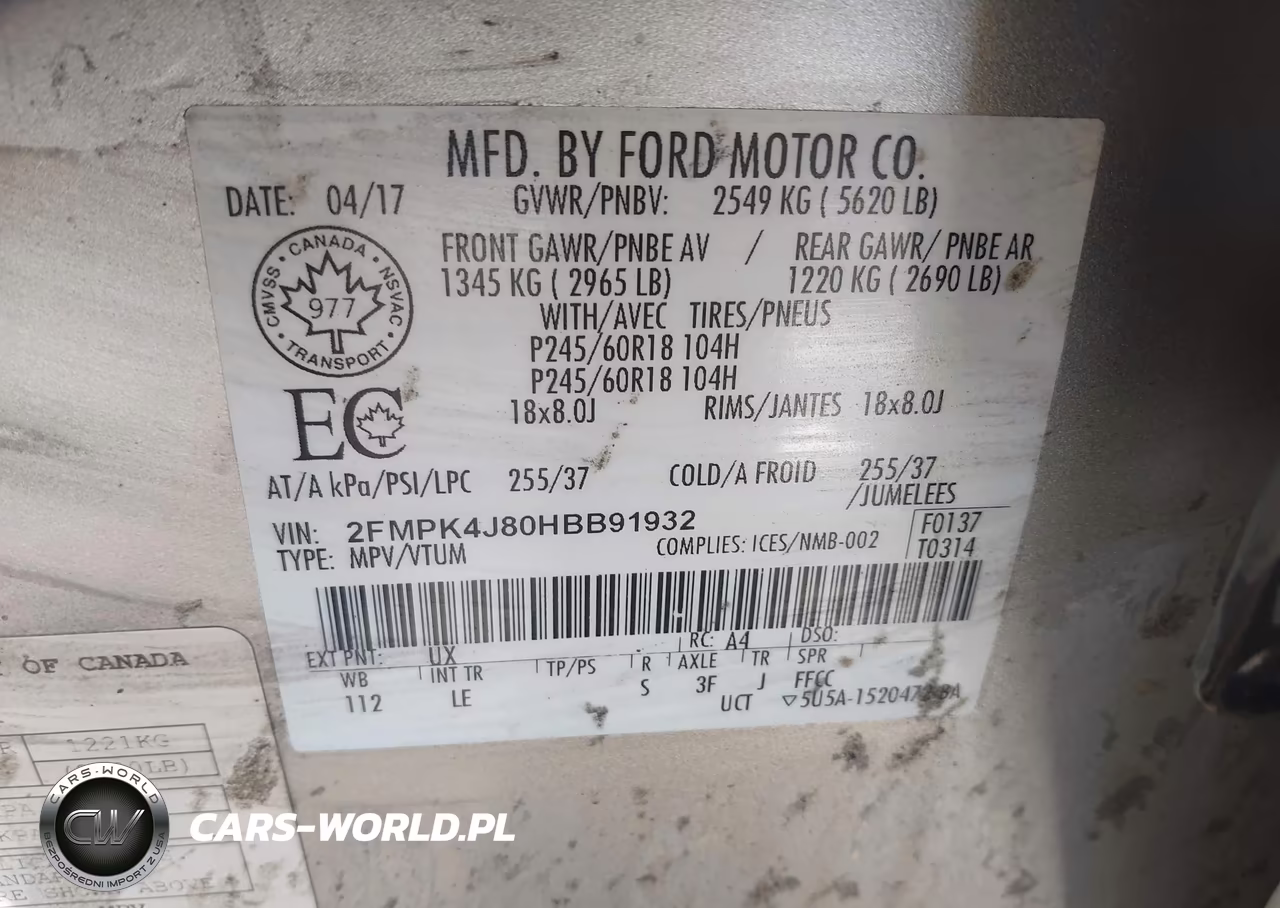 MFD. BY FORD MOTOR CO.
DATE: 04/17 GVWR/PNBV: 2549 KG ( 5620 LB)
FRONT GAWR/PNBE AV / REAR GAWR/ PNBE AR
1345 KG ( 2965 LB) 1220 KG ( 2690 LB)
CANADA
CMVSS
NSVAC
977
TRANSPORT
WITH/AVEC TIRES/PNEUS
P245/60R18 104H
P245/60R18 104H
EC
18x8.0J RIMS/JANTES 18x8.0J
AT/A kPa/PSI/LPC 255/37 COLD/A FROID 255/37
/JUMELEES
VIN: 2FMPK4J80HBB91932 F0137
TYPE: MPV/VTUM COMPLIES: ICES/NMB-002 T0314
EXT PNT: UX RC: A4 DSO:
WB INT TR TP/PS R AXLE TR SPR
112 LE S 3F J FFCC
UCT
OF CANADA
1221KG
CARS-WORLD
CW
BEZPOŚREDNI IMPORT Z USA
CARS-WORLD.PL
ABOVE